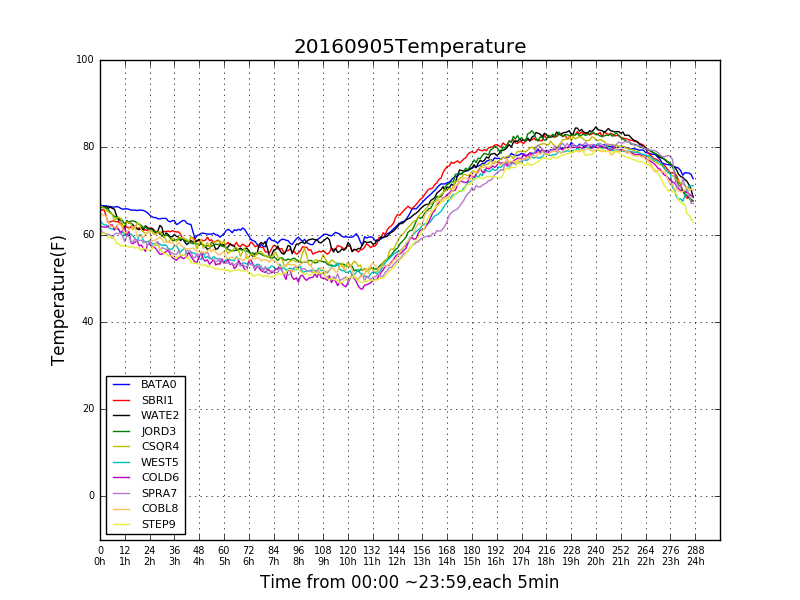 20160905Temperature
100
80
60
40
20
0
Temperature(F)
BATA0
SBRI1
WATE2
JORD3
CSQR4
WEST5
COLD6
SPRA7
COBL8
STEP9
0 12 24 36 48 60 72 84 96 108 120 132 144 156 168 180 192 204 216 228 240 252 264 276 288
0h 1h 2h 3h 4h 5h 6h 7h 8h 9h 10h 11h 12h 13h 14h 15h 16h 17h 18h 19h 20h 21h 22h 23h 24h
Time from 00:00 ~23:59,each 5min